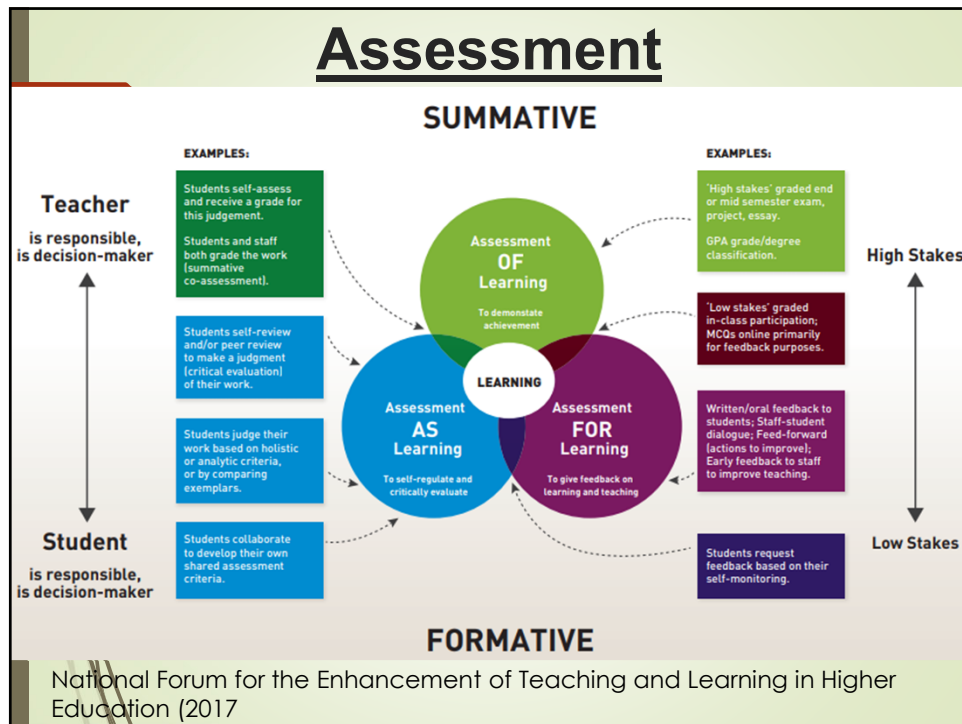 Assessment
SUMMATIVE
EXAMPLES:
Students self-assess
and receive a grade for
this judgement.
Students and staff
both grade the work
(summative
co-assessment).
Students self-review
and/or peer review
to make a judgment
(critical evaluation)
of their work.
Students judge their
work based on holistic
or analytic criteria,
or by comparing
exemplars.
Students collaborate
to develop their own
shared assessment
criteria.
Teacher
is responsible,
is decision-maker
Student
is responsible,
is decision-maker
Assessment
OF
Learning
To demonstate
achievement
LEARNING
Assessment
AS
Learning
To self-regulate and
critically evaluate
Assessment
FOR
Learning
To give feedback on
learning and teaching
EXAMPLES:
'High stakes' graded end
or mid semester exam,
project, essay.
GPA grade/degree
classification.
'Low stakes' graded
in-class participation;
MCQs online primarily
for feedback purposes.
Written/oral feedback to
students; Staff-student
dialogue; Feed-forward
(actions to improve);
Early feedback to staff
to improve teaching.
Students request
feedback based on their
self-monitoring.
High Stakes
Low Stakes
FORMATIVE
National Forum for the Enhancement of Teaching and Learning in Higher
Education (2017